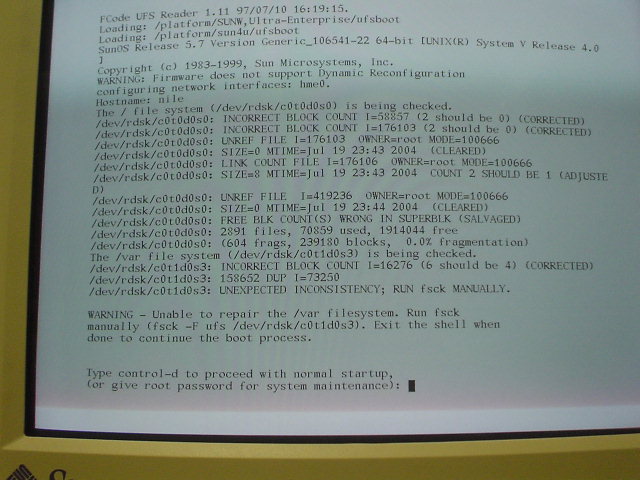 FCode UFS Reader 1.11 97/07/10 16:19:15.
Loading: /platform/SUNW,Ultra-Enterprise/ufsboot
Loading: /platform/sun4u/ufsboot
SunOS Release 5.7 Version Generic_106541-22 64-bit [UNIX(R) System V Release 4.0
]
Copyright (c) 1983-1999, Sun Microsystems, Inc.
WARNING: Firmware does not support Dynamic Reconfiguration
configuring network interfaces: hme0.
Hostname: nile
The / file system (/dev/rdsk/c0t0d0s0) is being checked.
/dev/rdsk/c0t0d0s0: INCORRECT BLOCK COUNT I=58857 (2 should be 0) (CORRECTED)
/dev/rdsk/c0t0d0s0: INCORRECT BLOCK COUNT I=176103 (2 should be 0) (CORRECTED)
/dev/rdsk/c0t0d0s0: UNREF FILE I=176103 OWNER=root MODE=100666
/dev/rdsk/c0t0d0s0: SIZE=0 MTIME=Jul 19 23:43 2004 (CLEARED)
/dev/rdsk/c0t0d0s0: LINK COUNT FILE I=176106 OWNER=root MODE=100666
/dev/rdsk/c0t0d0s0: SIZE=8 MTIME=Jul 19 23:43 2004 COUNT 2 SHOULD BE 1 (ADJUSTE
D)
/dev/rdsk/c0t0d0s0: UNREF FILE I=419236 OWNER=root MODE=100666
/dev/rdsk/c0t0d0s0: SIZE=0 MTIME=Jul 19 23:44 2004 (CLEARED)
/dev/rdsk/c0t0d0s0: FREE BLK COUNT(S) WRONG IN SUPERBLK (SALVAGED)
/dev/rdsk/c0t0d0s0: 2891 files, 70859 used, 1914044 free
/dev/rdsk/c0t0d0s0: (604 frags, 239180 blocks, 0.0% fragmentation)
The /var file system (/dev/rdsk/c0t1d0s3) is being checked.
/dev/rdsk/c0t1d0s3: INCORRECT BLOCK COUNT I=16276 (6 should be 4) (CORRECTED)
/dev/rdsk/c0t1d0s3: 158652 DUP I=73250
/dev/rdsk/c0t1d0s3: UNEXPECTED INCONSISTENCY; RUN fsck MANUALLY.
WARNING - Unable to repair the /var filesystem. Run fsck
manually (fsck -F ufs /dev/rdsk/c0t1d0s3). Exit the shell when
done to continue the boot process.
Type control-d to proceed with normal startup,
(or give root password for system maintenance):